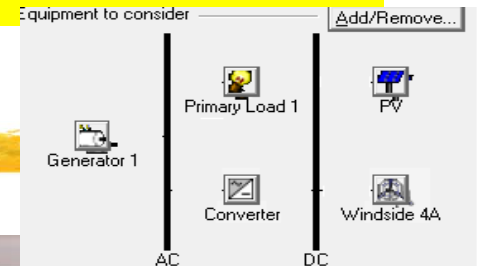 Equipment to consider
Add/Remove...
Primary Load 1
PV
Generator 1
Converter
Windside 4A
AC
DC